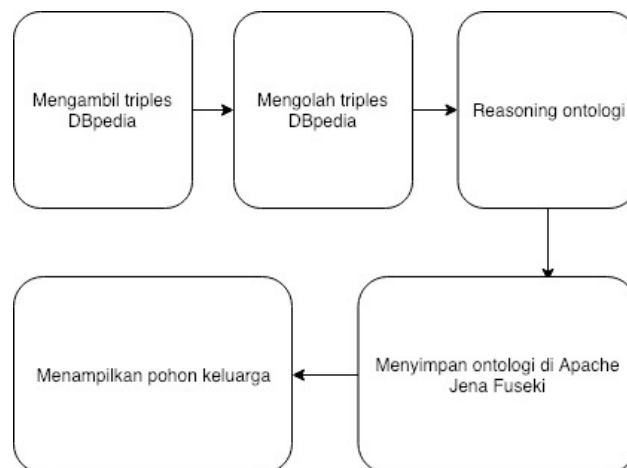 Mengambil triples
DBpedia
Mengolah triples
DBpedia
Reasoning ontologi
Menyimpan ontologi di Apache
Jena Fuseki
Menampilkan pohon keluarga